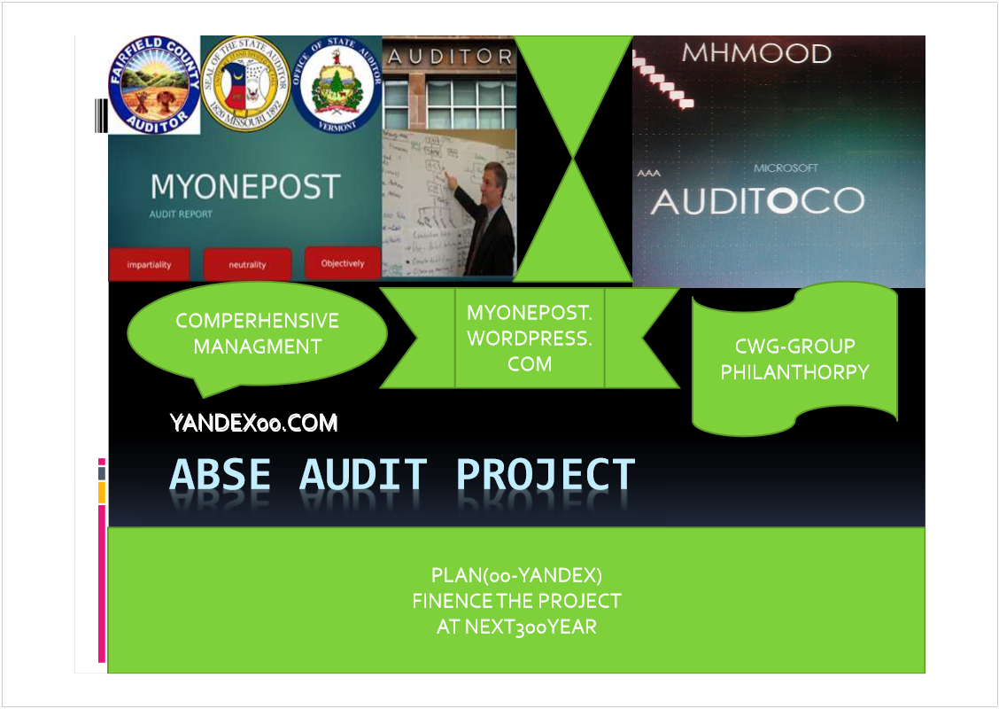 FAIRFIELD COUNTY
AUDITOR
SEAL OF THE STATE AUDITOR
1820 MISSOURI 1892
OFFICE OF STATE AUDITOR
VERMONT
AUDITOR
MHMOOD
MYONEPOST
AUDIT REPORT
impartiality
neutrality
Objectively
AAA
MICROSOFT
AUDITOCO
COMPERHENSIVE
MANAGMENT
MYONEPOST.
WORDPRESS.
COM
CWG-GROUP
PHILANTHORPY
YANDEX00.COM
ABSE AUDIT PROJECT
PLAN(00-YANDEX)
FINENCE THE PROJECT
AT NEXT300YEAR